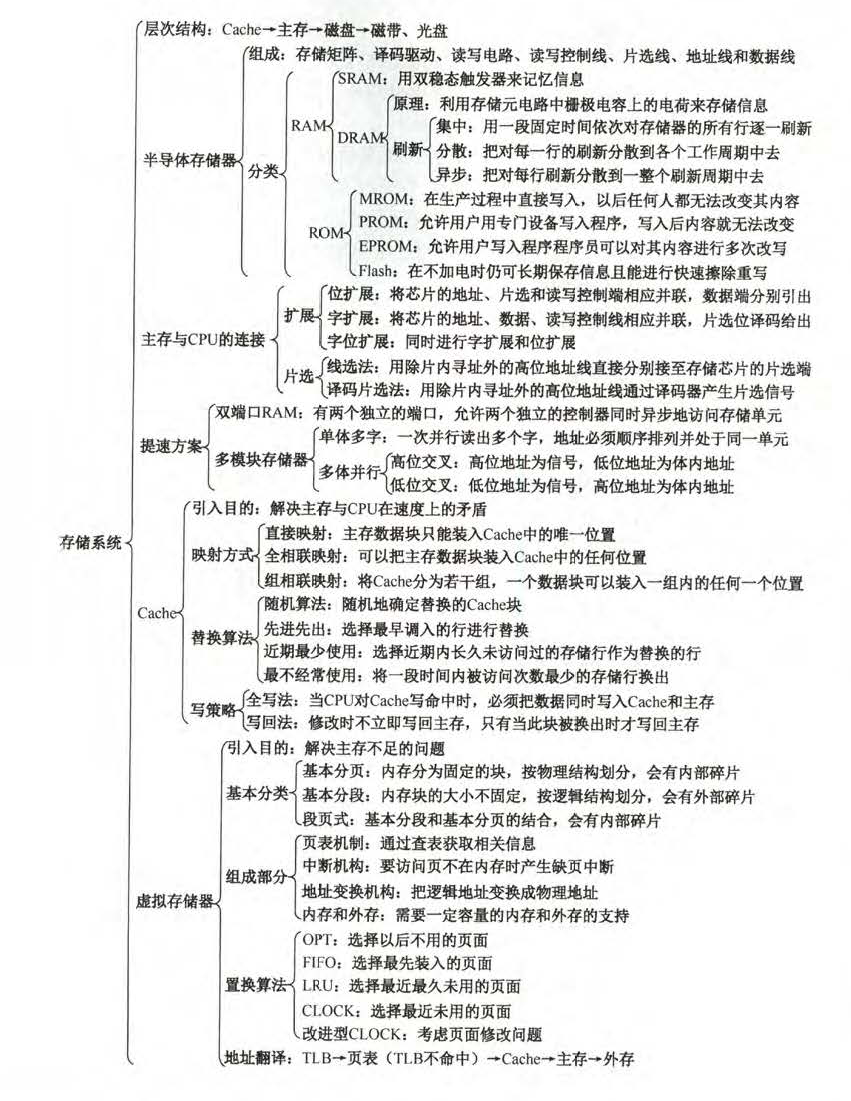 层次结构：Cache→主存→磁盘→磁带、光盘
组成：存储矩阵、译码驱动、读写电路、读写控制线、片选线、地址线和数据线
SRAM：用双稳态触发器来记忆信息
原理：利用存储元电路中栅极电容上的电荷来存储信息
RAM
DRAM
集中：用一段固定时间依次对存储器的所有行逐一刷新
刷新
分散：把对每一行的刷新分散到各个工作周期中去
半导体存储器
分类
异步：把对每行刷新分散到一整个刷新周期中去
MROM：在生产过程中直接写入，以后任何人都无法改变其内容
PROM：允许用户用专门设备写入程序，写入后内容就无法改变
ROM
EPROM：允许用户写入程序程序员可以对其内容进行多次改写
Flash：在不加电时仍可长期保存信息且能进行快速擦除重写
位扩展：将芯片的地址、片选和读写控制端相应并联，数据端分别引出
扩展
字扩展：将芯片的地址、数据、读写控制线相应并联，片选位译码给出
主存与CPU的连接
字位扩展：同时进行字扩展和位扩展
线选法：用除片内寻址外的高位地址线直接分别接至存储芯片的片选端
片选
译码片选法：用除片内寻址外的高位地址线通过译码器产生片选信号
双端口RAM：有两个独立的端口，允许两个独立的控制器同时异步地访问存储单元
提速方案
单体多字：一次并行读出多个字，地址必须顺序排列并处于同一单元
多模块存储器
高位交叉：高位地址为信号，低位地址为体内地址
多体并行
低位交叉：低位地址为信号，高位地址为体内地址
引入目的：解决主存与CPU在速度上的矛盾
直接映射：主存数据块只能装入Cache中的唯一位置
存储系统
映射方式
全相联映射：可以把主存数据块装入Cache中的任何位置
组相联映射：将Cache分为若干组，一个数据块可以装入一组内的任何一个位置
Cache
随机算法：随机地确定替换的Cache块
替换算法
先进先出：选择最早调入的行进行替换
近期最少使用：选择近期内长久未访问过的存储行作为替换的行
最不经常使用：将一段时间内被访问次数最少的存储行换出
写策略
全写法：当CPU对Cache写命中时，必须把数据同时写入Cache和主存
写回法：修改时不立即写回主存，只有当此块被换出时才写回主存
引入目的：解决主存不足的问题
基本分页：内存分为固定的块，按物理结构划分，会有内部碎片
基本分类
基本分段：内存块的大小不固定，按逻辑结构划分，会有外部碎片
段页式：基本分段和基本分页的结合，会有内部碎片
页表机制：通过查表获取相关信息
中断机构：要访问页不在内存时产生缺页中断
组成部分
地址变换机构：把逻辑地址变换成物理地址
虚拟存储器
内存和外存：需要一定容量的内存和外存的支持
OPT：选择以后不用的页面
FIFO：选择最先装入的页面
置换算法
LRU：选择最近最久未用的页面
CLOCK：选择最近未用的页面
改进型CLOCK：考虑页面修改问题
地址翻译：TLB→页表（TLB不命中）→Cache→主存→外存